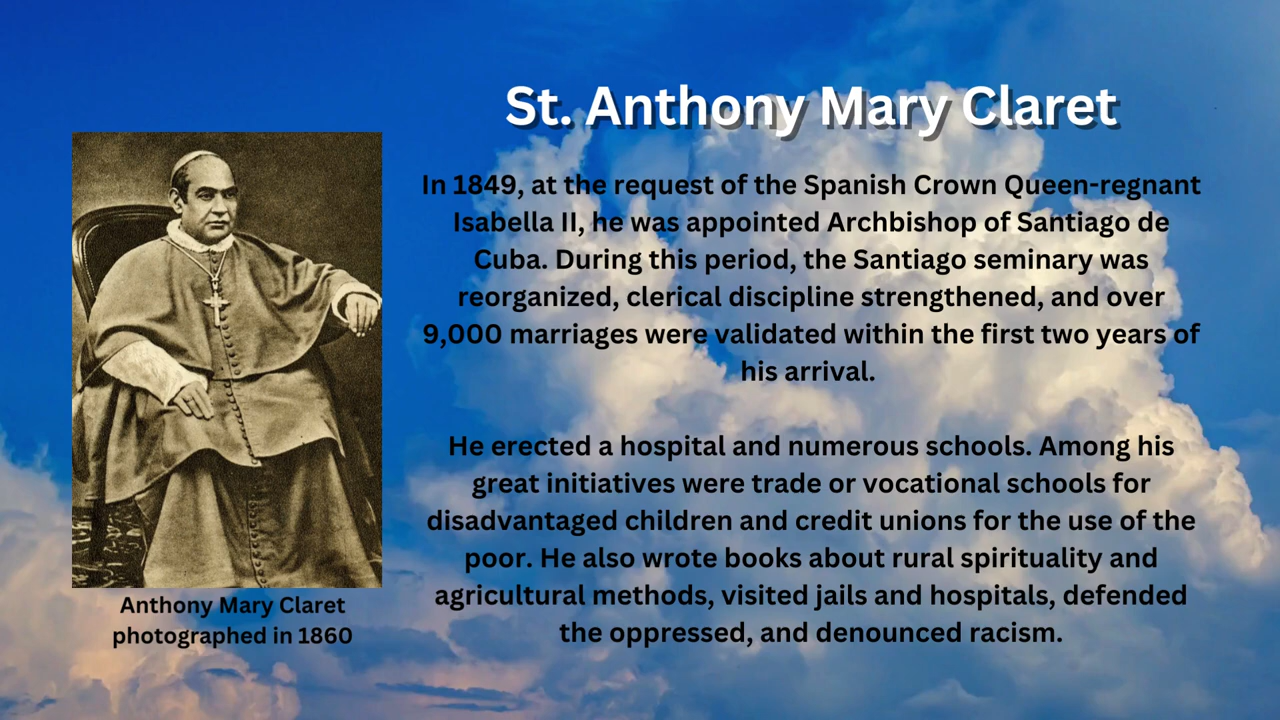 St. Anthony Mary Claret
In 1849, at the request of the Spanish Crown Queen-regnant
Isabella II, he was appointed Archbishop of Santiago de
Cuba. During this period, the Santiago seminary was
reorganized, clerical discipline strengthened, and over
9,000 marriages were validated within the first two years of
his arrival.
He erected a hospital and numerous schools. Among his
great initiatives were trade or vocational schools for
disadvantaged children and credit unions for the use of the
poor. He also wrote books about rural spirituality and
agricultural methods, visited jails and hospitals, defended
the oppressed, and denounced racism.
Anthony Mary Claret
photographed in 1860